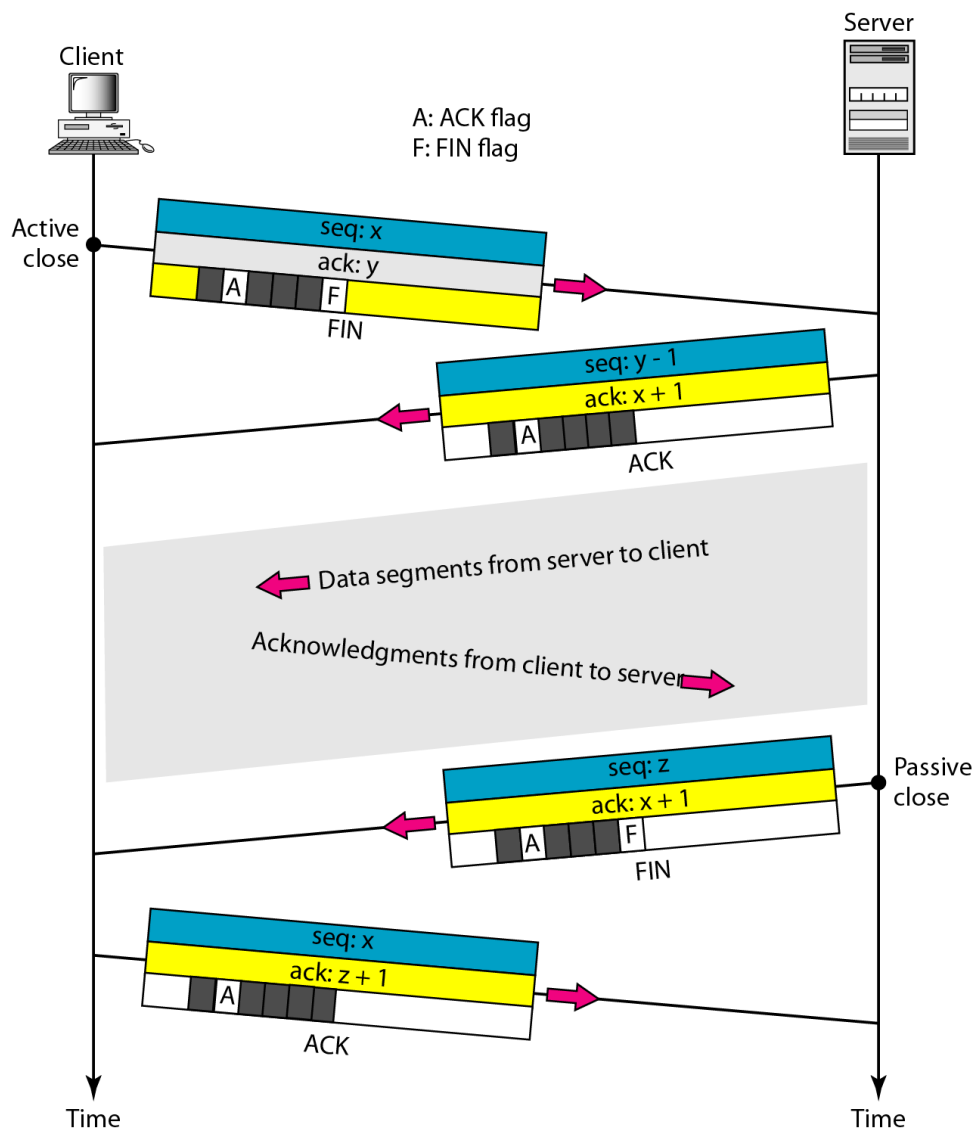 Client
Server
A: ACK flag
F: FIN flag
Active
close
seq: x
ack: y
A
F
FIN
seq: y - 1
ack: x + 1
A
ACK
Data segments from server to client
Acknowledgments from client to server
Passive
close
seq: z
ack: x + 1
A
F
FIN
seq: x
ack: z + 1
A
ACK
Time
Time